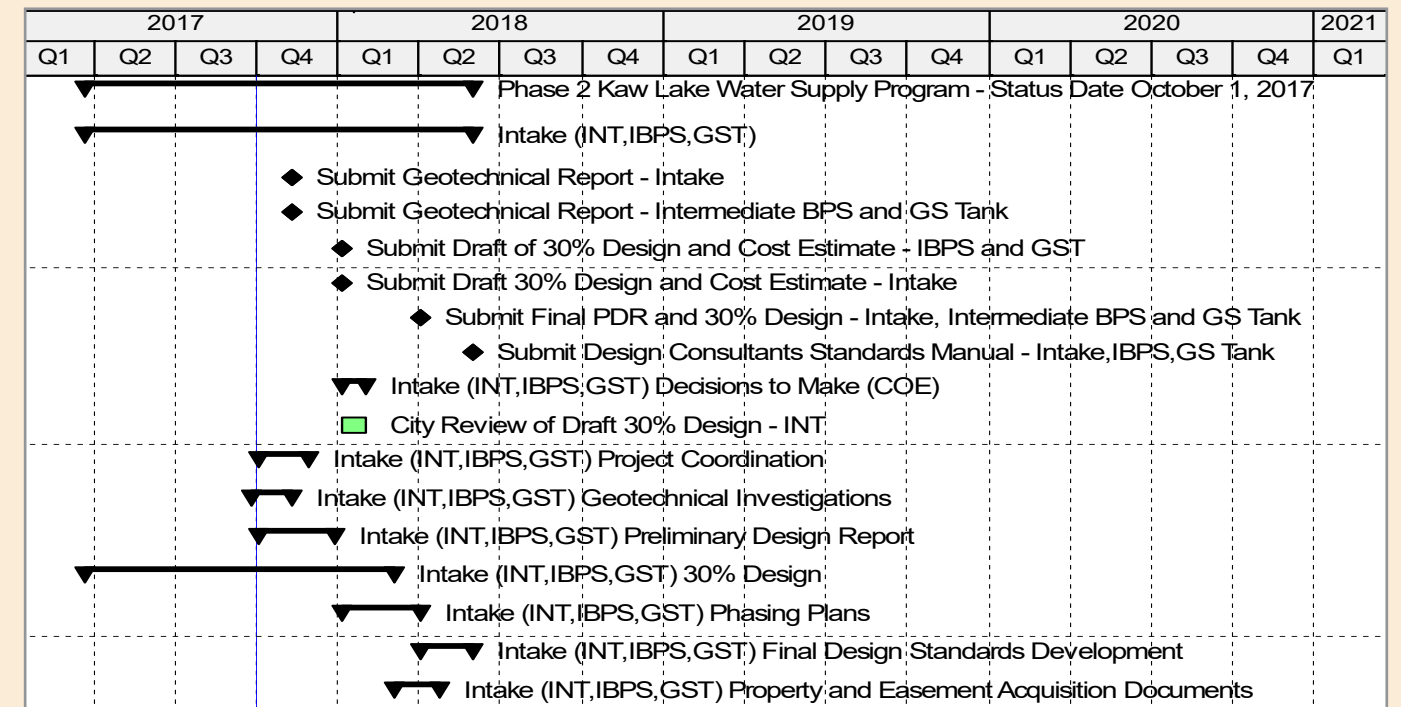 2017 2018 2019 2020 2021
Q1 Q2 Q3 Q4 Q1 Q2 Q3 Q4 Q1 Q2 Q3 Q4 Q1 Q2 Q3 Q4 Q1
Phase 2 Kaw Lake Water Supply Program - Status Date October 1, 2017
Intake (INT,IBPS,GST)
Submit Geotechnical Report - Intake
Submit Geotechnical Report - Intermediate BPS and GS Tank
Submit Draft of 30% Design and Cost Estimate - IBPS and GST
Submit Draft 30% Design and Cost Estimate - Intake
Submit Final PDR and 30% Design - Intake, Intermediate BPS and GS Tank
Submit Design Consultants Standards Manual - Intake,IBPS,GS Tank
Intake (INT,IBPS,GST) Decisions to Make (COE)
City Review of Draft 30% Design - INT
Intake (INT,IBPS,GST) Project Coordination
Intake (INT,IBPS,GST) Geotechnical Investigations
Intake (INT,IBPS,GST) Preliminary Design Report
Intake (INT,IBPS,GST) 30% Design
Intake (INT,IBPS,GST) Phasing Plans
Intake (INT,IBPS,GST) Final Design Standards Development
Intake (INT,IBPS,GST) Property and Easement Acquisition Documents